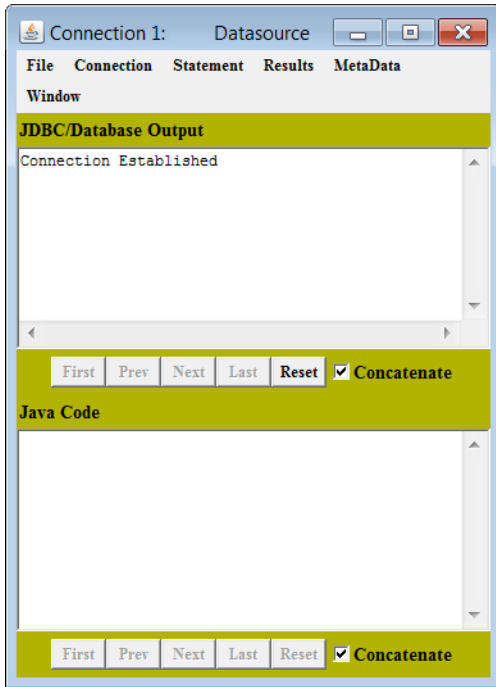 Connection 1: Datasource
File Connection Statement Results MetaData
Window
JDBC/Database Output
Connection Established
First Prev Next Last Reset Concatenate
Java Code
First Prev Next Last Reset Concatenate